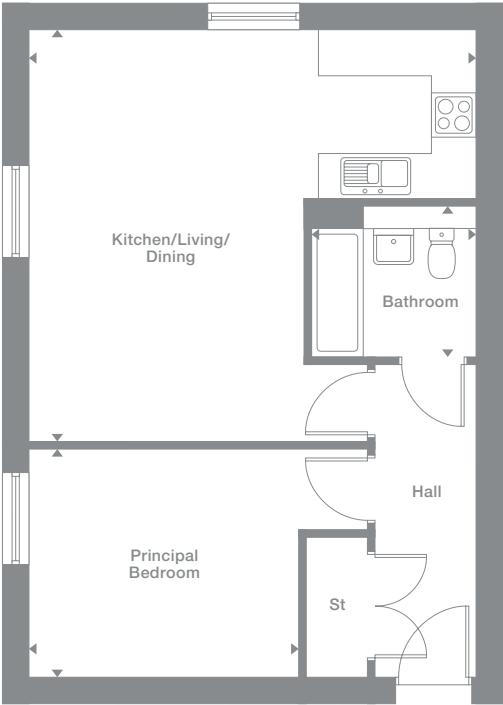 Kitchen/Living/
Dining
Bathroom
Hall
Principal
Bedroom
St